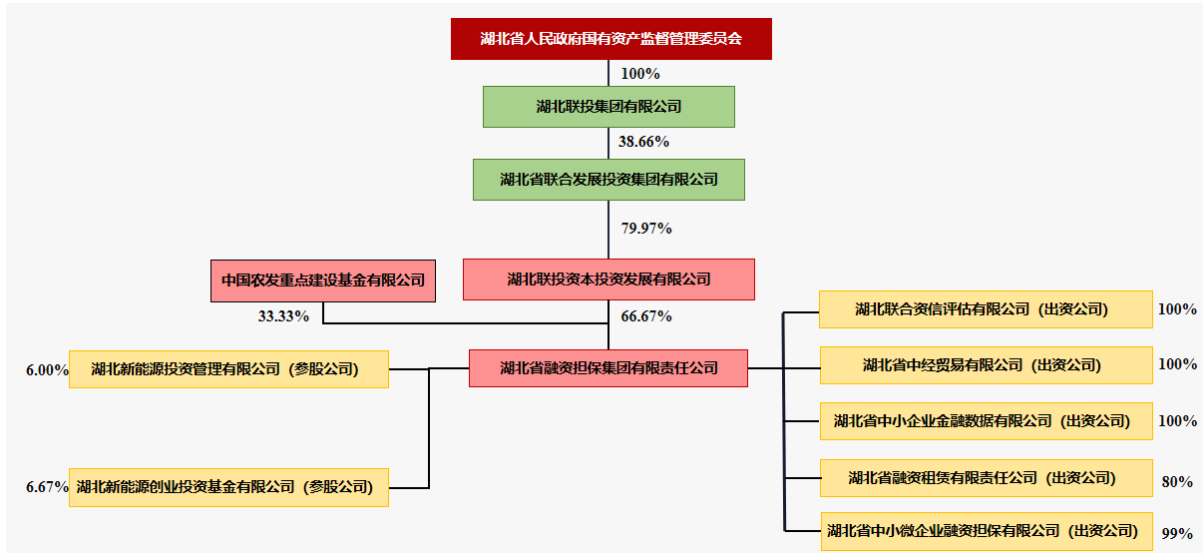 湖北省人民政府国有资产监督管理委员会
100%
湖北联投集团有限公司
38.66%
湖北省联合发展投资集团有限公司
79.97%
中国农发重点建设基金有限公司
湖北联投资本投资发展有限公司
33.33%
66.67%
湖北联合资信评估有限公司（出资公司）
100%
6.00%
湖北新能源投资管理有限公司（参股公司）
湖北省融资担保集团有限责任公司
湖北省中经贸易有限公司（出资公司）
100%
湖北省中小企业金融数据有限公司（出资公司）
100%
6.67%
湖北新能源创业投资基金有限公司（参股公司）
湖北省融资租赁有限责任公司（出资公司）
80%
湖北省中小微企业融资担保有限公司（出资公司）
99%